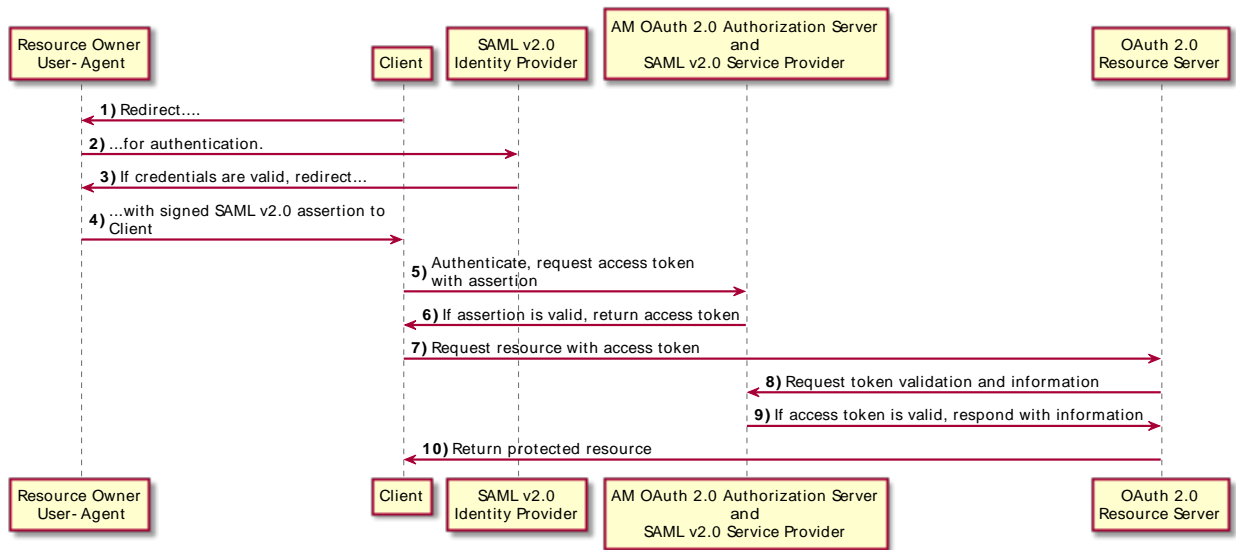 AM OAuth 2.0 Authorization Server
and
SAML v2.0 Service Provider
Resource Owner
User- Agent
Client
SAML v2.0
Identity Provider
OAuth 2.0
Resource Server
1) Redirect....
2) ...for authentication.
3) If credentials are valid, redirect...
4) ...with signed SAML v2.0 assertion to
Client
5) Authenticate, request access token
with assertion
6) If assertion is valid, return access token
7) Request resource with access token
8) Request token validation and information
9) If access token is valid, respond with information
10) Return protected resource
Resource Owner
User- Agent
Client
SAML v2.0
Identity Provider
AM OAuth 2.0 Authorization Server
and
SAML v2.0 Service Provider
OAuth 2.0
Resource Server